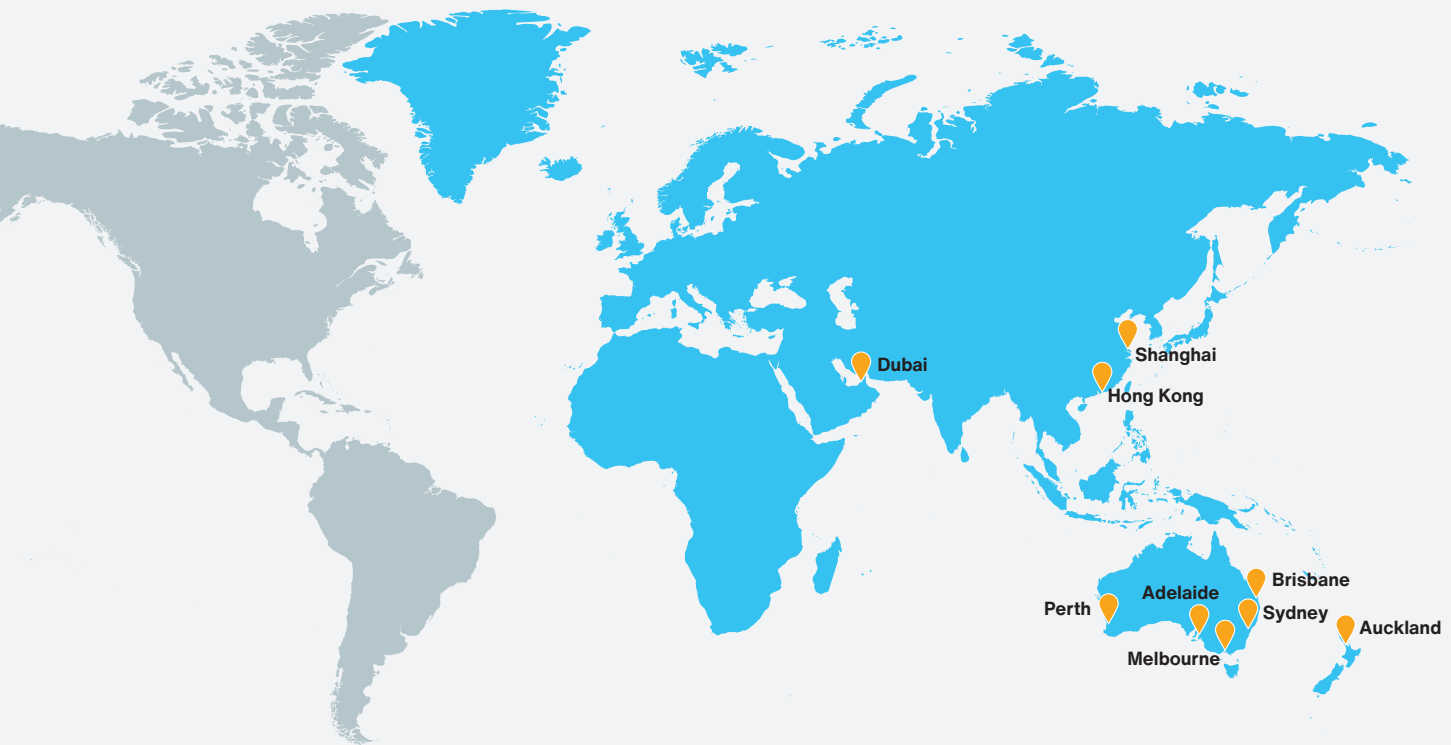 Shanghai
Dubai
Hong Kong
Brisbane
Adelaide
Perth
Sydney
Auckland
Melbourne